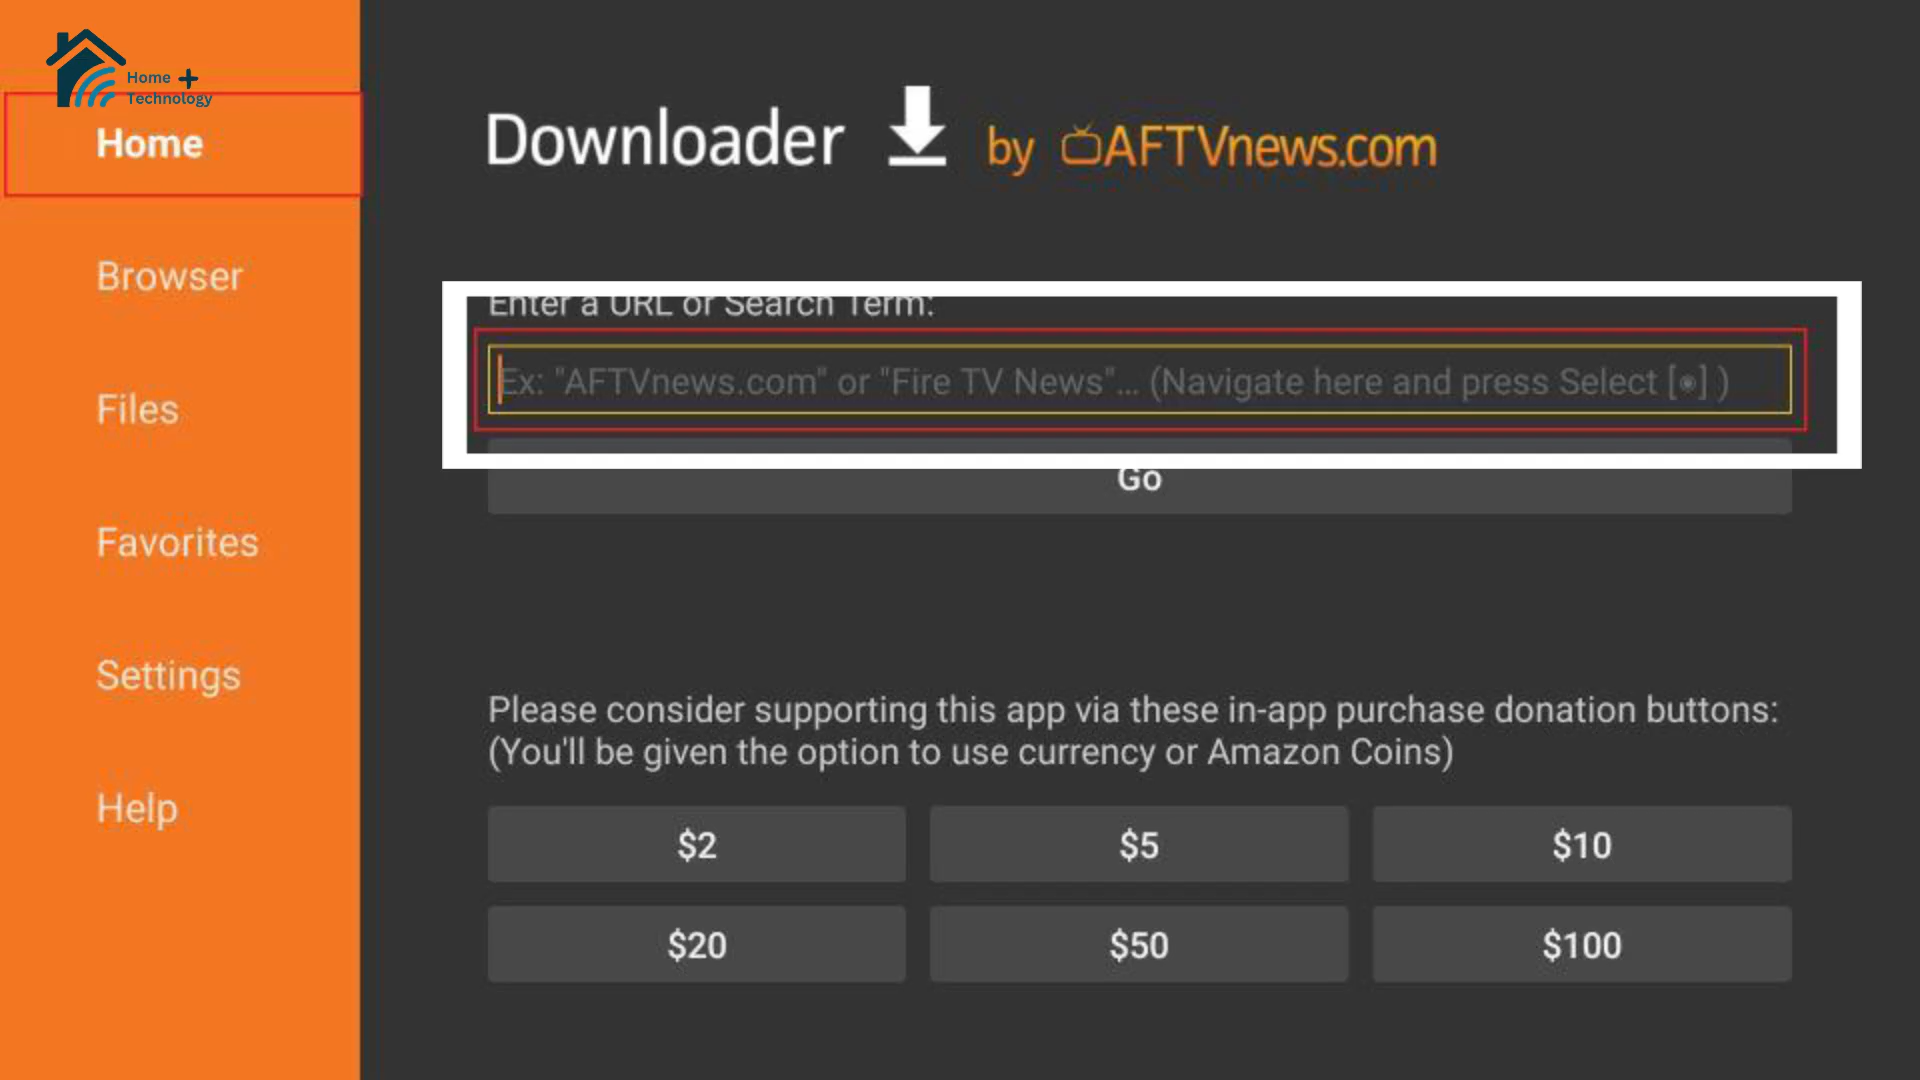 Home +
Technology
Home
Browser
Files
Favorites
Settings
Help
Downloader by AFTVnews.com
Enter a URL or Search Term:
Ex: "AFTVnews.com" or "Fire TV News"... (Navigate here and press Select [◉] )
Go
Please consider supporting this app via these in-app purchase donation buttons:
(You'll be given the option to use currency or Amazon Coins)
$2 $5 $10
$20 $50 $100